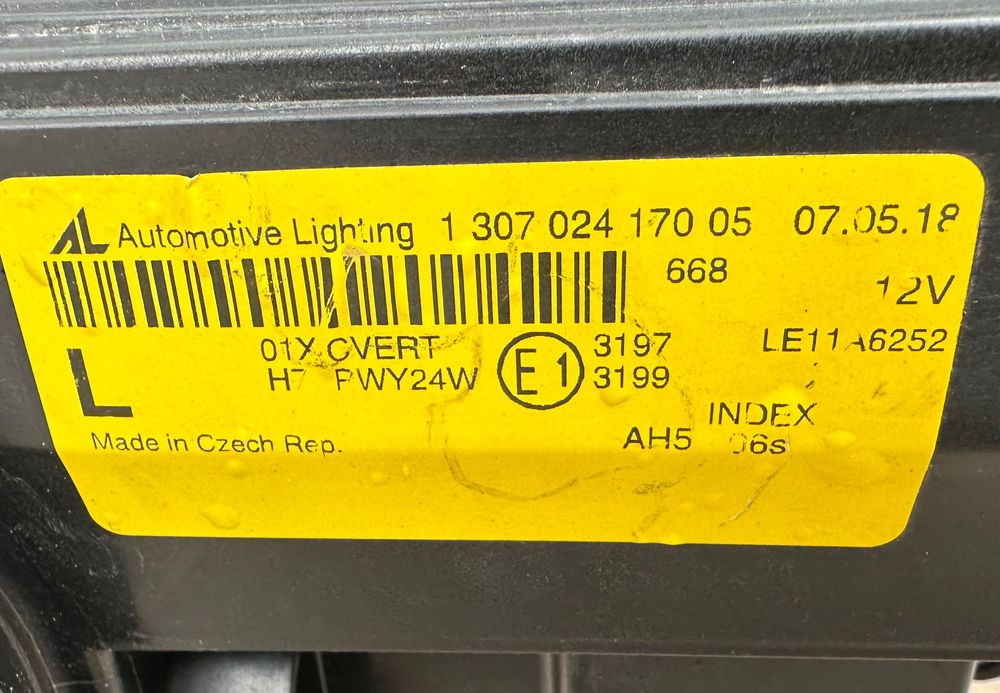 AL Automotive Lighting 1 307 024 170 05 07.05.18
668
12V
01X OVERT 3197 LE11A6252
L
H7 PWY24W E1 3199
INDEX
Made in Czech Rep. AH5 06s